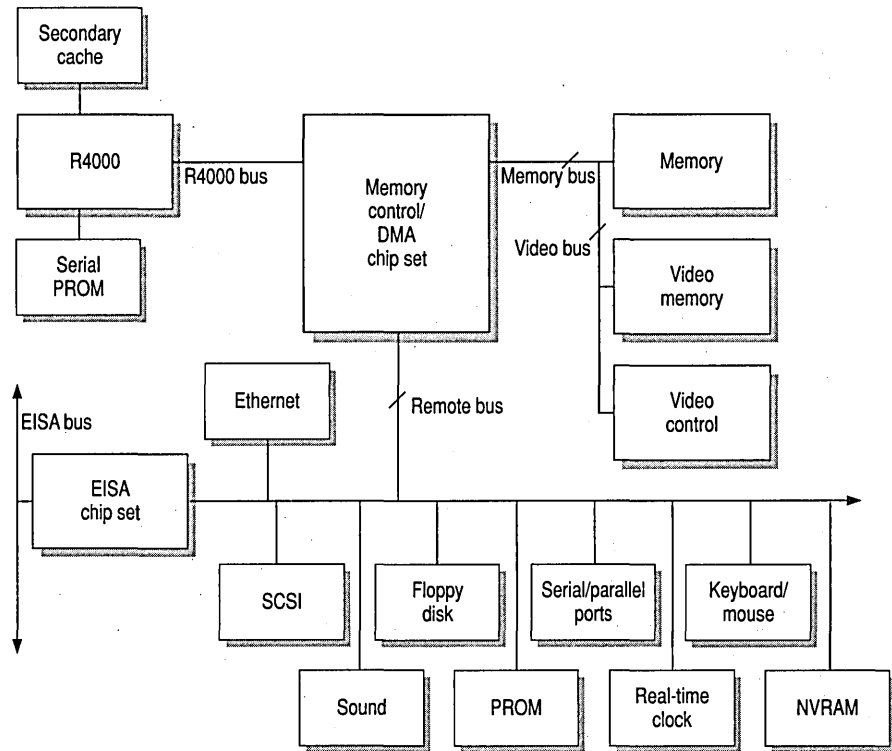 Secondary
cache
R4000
R4000 bus
Serial
PROM
Memory
control/
DMA
chip set
Memory bus
Memory
Video bus
Video
memory
Video
control
Ethernet
Remote bus
EISA bus
EISA
chip set
SCSI
Floppy
disk
Serial/parallel
ports
Keyboard/
mouse
Sound
PROM
Real-time
clock
NVRAM